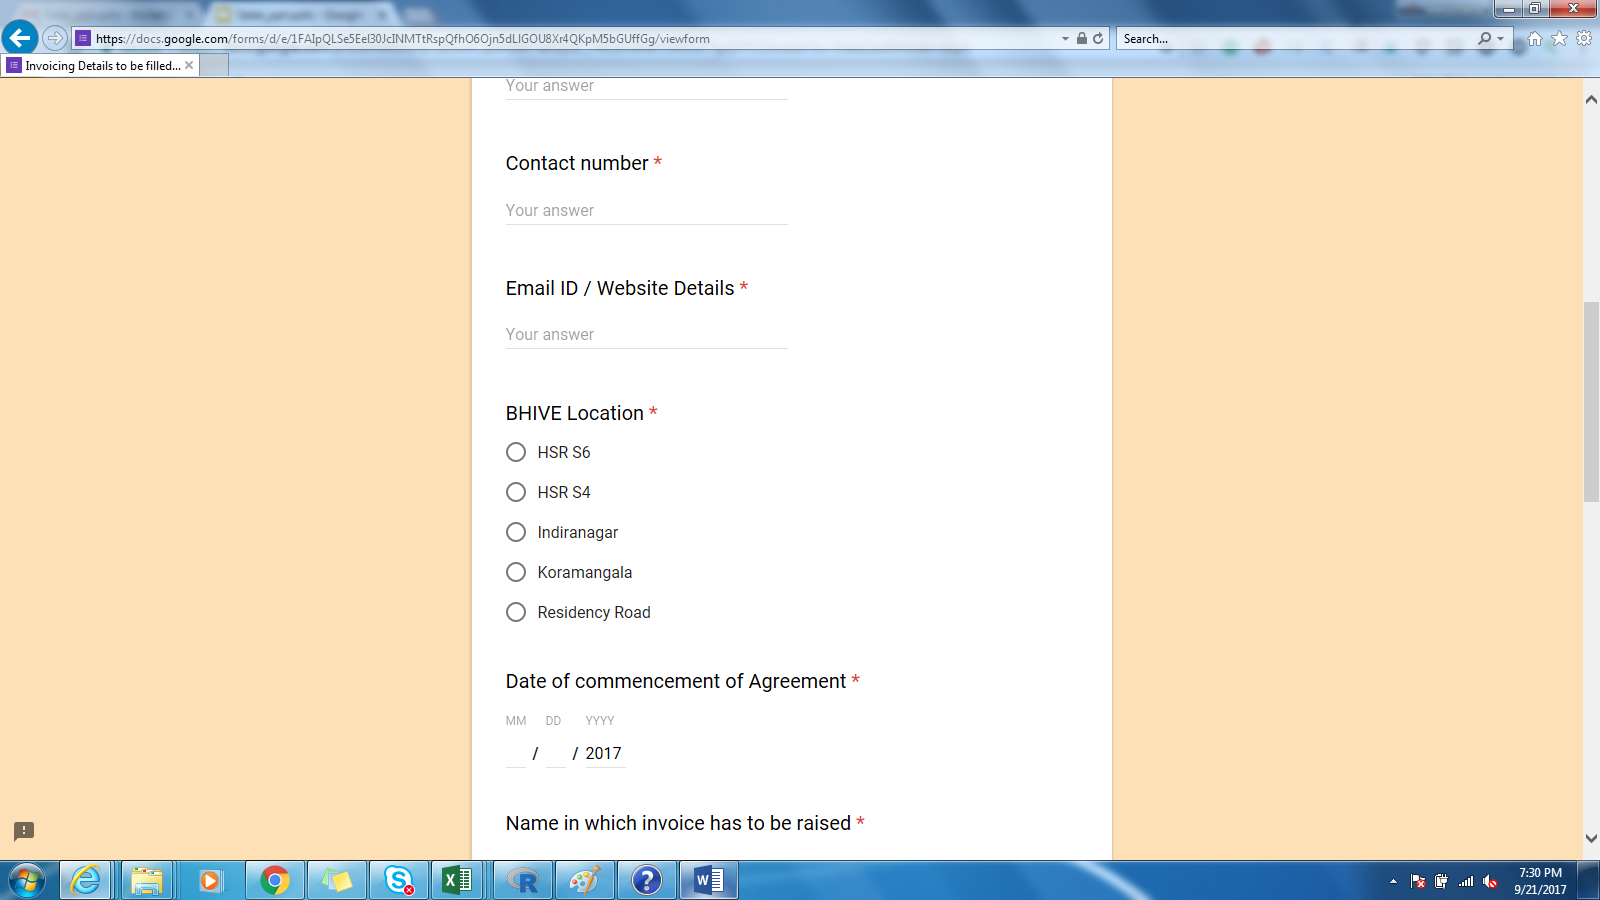 https://docs.google.com/forms/d/e/1FAIpQLSe5Eel30JcINMTtRspQfhO6Ojn5dLIGOU8Xr4QKpM5bGUffGg/viewform
Search...
Invoicing Details to be filled...
Your answer
Contact number *
Your answer
Email ID / Website Details *
Your answer
BHIVE Location *
HSR S6
HSR S4
Indiranagar
Koramangala
Residency Road
Date of commencement of Agreement *
MM DD YYYY
/ / 2017
Name in which invoice has to be raised *
7:30 PM
9/21/2017